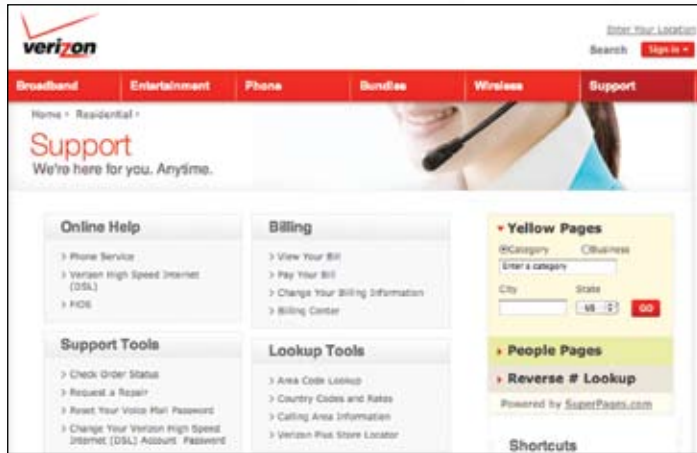 verizon
Enter Your Location
Search Sign in
Broadband Entertainment Phone Bundles Wireless Support
Home Residential
Support
We're here for you. Anytime.
Online Help
> Phone Service
> Verizon High Speed Internet
(DSL)
> FiOS
Billing
> View Your Bill
> Pay Your Bill
> Change Your Billing Information
> Billing Center
Support Tools
> Check Order Status
> Request a Repair
> Reset Your Voice Mail Password
> Change Your Verizon High Speed
Internet (DSL) Account Password
Lookup Tools
> Area Code Lookup
> Country Codes and Rates
> Calling Area Information
> Verizon Plus Store Locator
Yellow Pages
Category Business
Enter a category
City State
GO
People Pages
Reverse # Lookup
Powered by SuperPages.com
Shortcuts